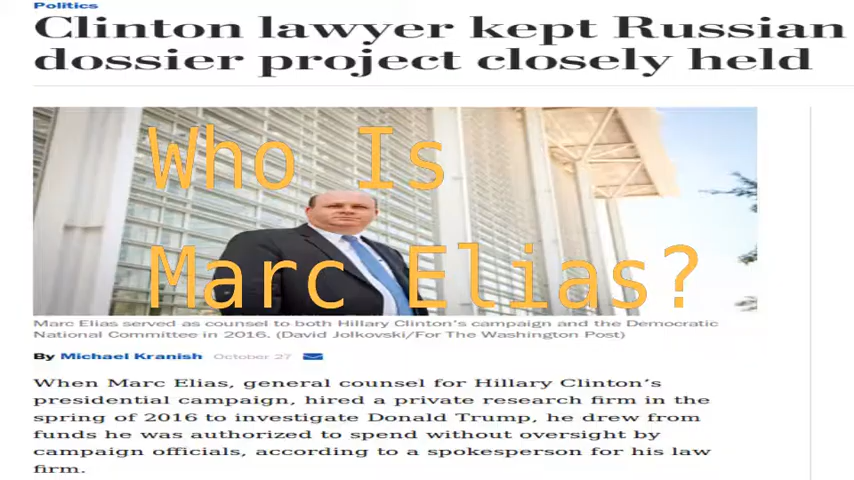 Politics
Clinton lawyer kept Russian
dossier project closely held
Who Is
Marc Elias?
Marc Elias served as counsel to both Hillary Clinton's campaign and the Democratic
National Committee in 2016. (David Jolkovski/For The Washington Post)
By Michael Kranish October 27
When Marc Elias, general counsel for Hillary Clinton's
presidential campaign, hired a private research firm in the
spring of 2016 to investigate Donald Trump, he drew from
funds he was authorized to spend without oversight by
campaign officials, according to a spokesperson for his law
firm.